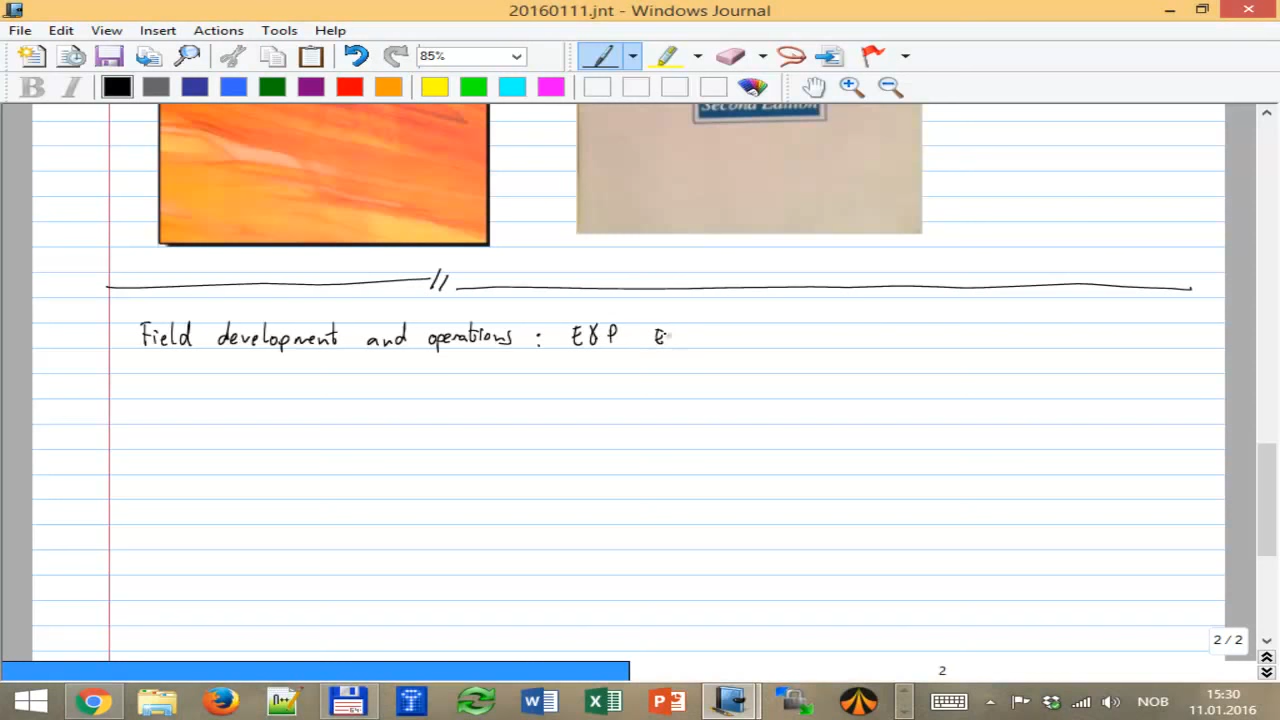 20160111.jnt - Windows Journal
File Edit View Insert Actions Tools Help
85%
B I
Second Edition
Field development and operations : E&P E
2 / 2
2
NOB
15:30
11.01.2016